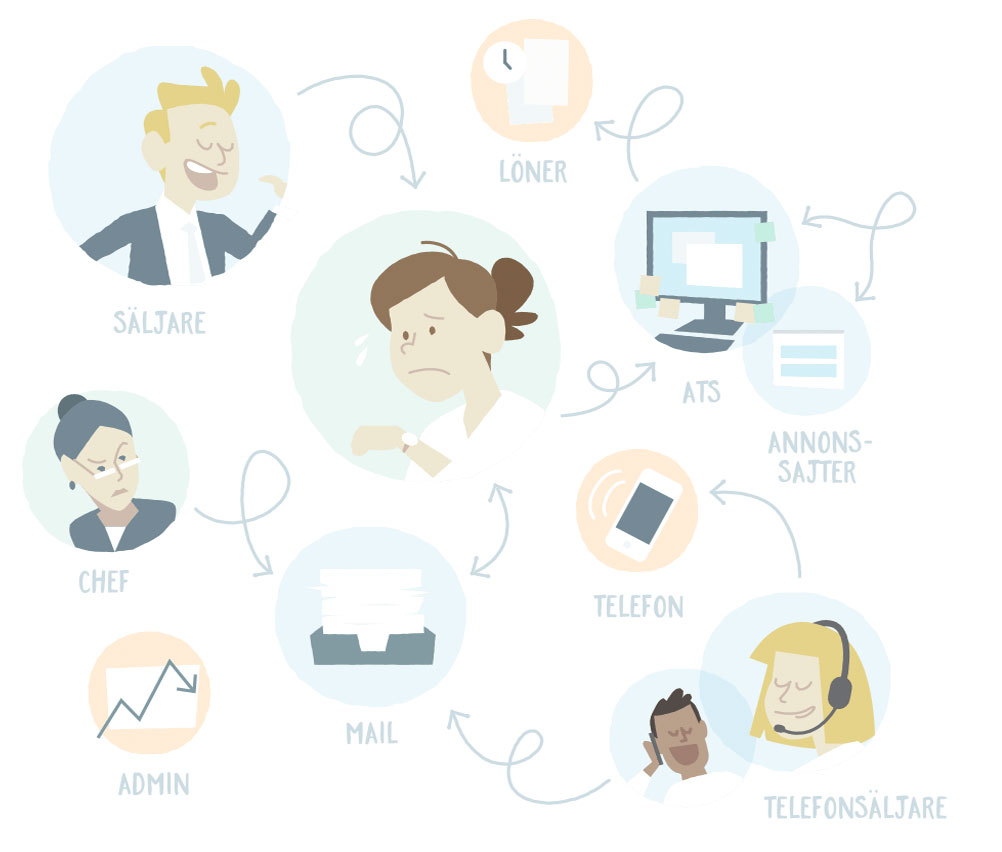 LÖNER
SÄLJARE
ATS
ANNONS-
SAJTER
CHEF
TELEFON
MAIL
ADMIN
TELEFONSÄLJARE